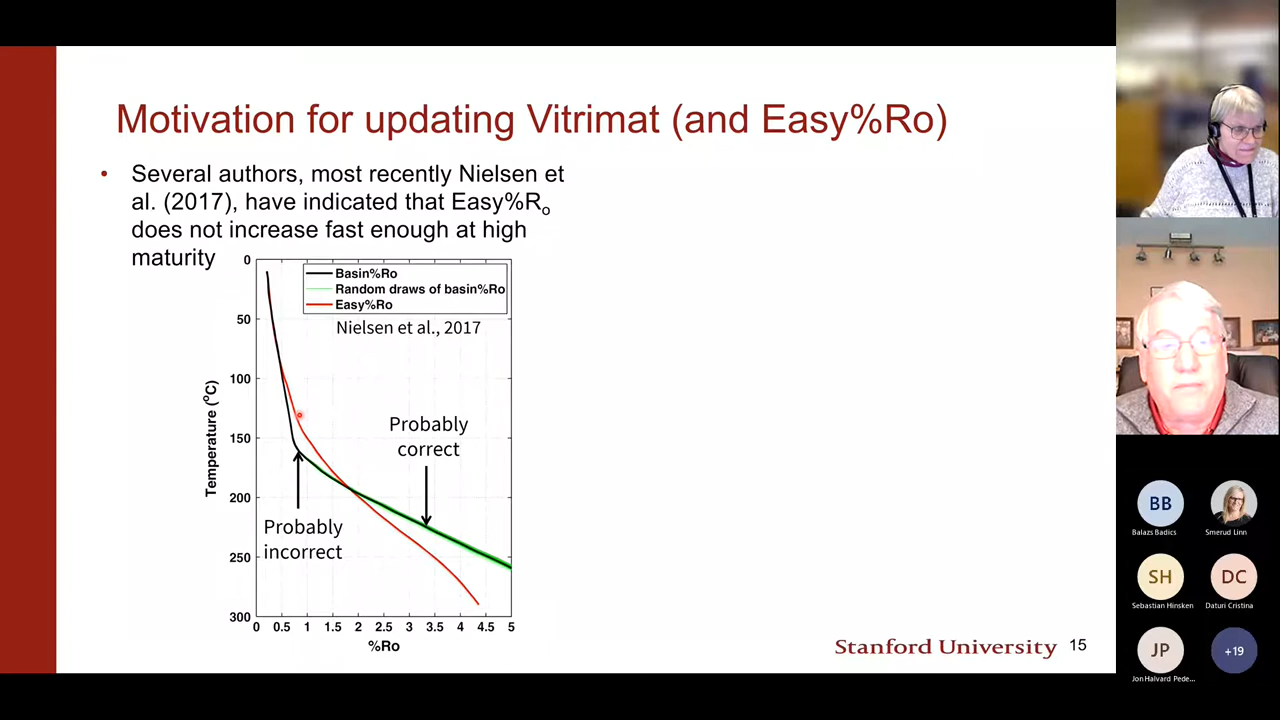 Motivation for updating Vitrimat (and Easy%Ro)
• Several authors, most recently Nielsen et
al. (2017), have indicated that Easy%Ro
does not increase fast enough at high
maturity
Basin%Ro
Random draws of basin%Ro
Easy%Ro
Nielsen et al., 2017
Probably
correct
Probably
incorrect
Temperature (°C)
0
50
100
150
200
250
300
0 0.5 1 1.5 2 2.5 3 3.5 4 4.5 5
%Ro
Stanford University 15
BB
Balazs Badics
Smerud Linn
SH
DC
Sebastian Hinsken
Daturi Cristina
JP
+19
Jon Halvard Pede...